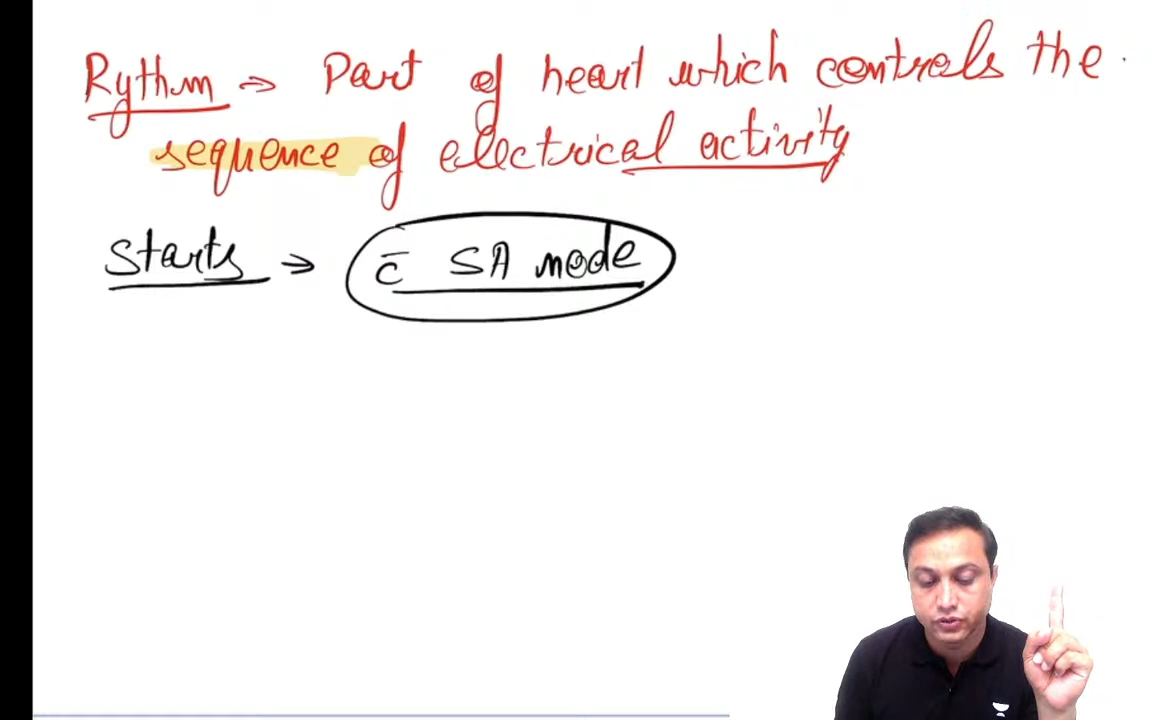 Rythm → Part of heart which controls the
sequence of electrical activity
Starts → c̄ SA node